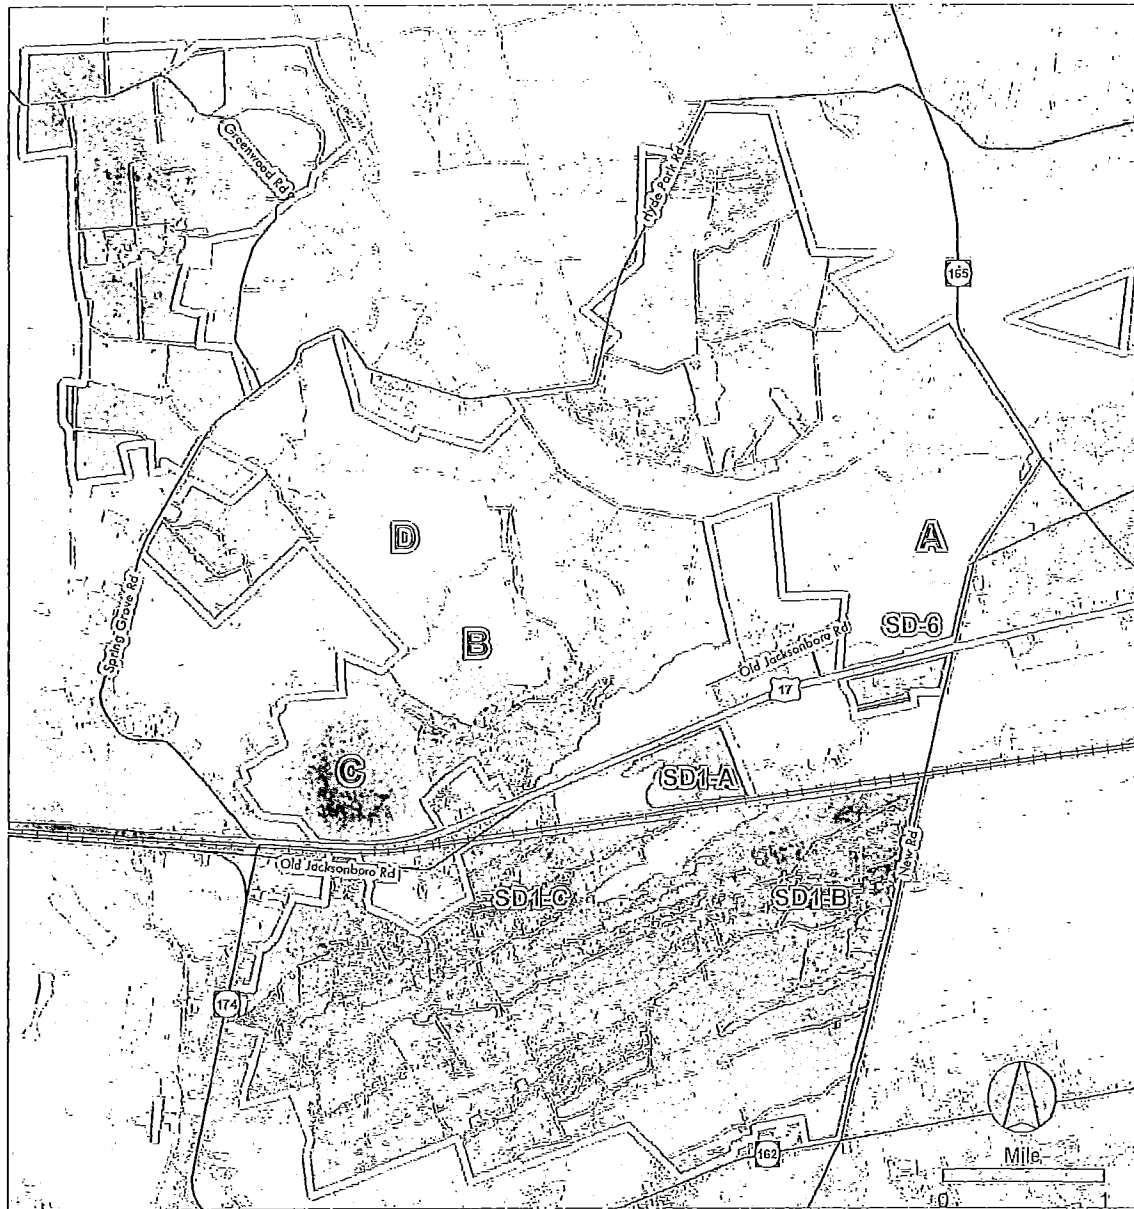 Greenwood Rd
Hyde Park Rd
165
D
A
Spring Grove Rd
B
SD-6
Old Jacksonboro Rd
17
C
SD1-A
Old Jacksonboro Rd
New Rd
SD1-C
SD1-B
174
162
Mile
0 1